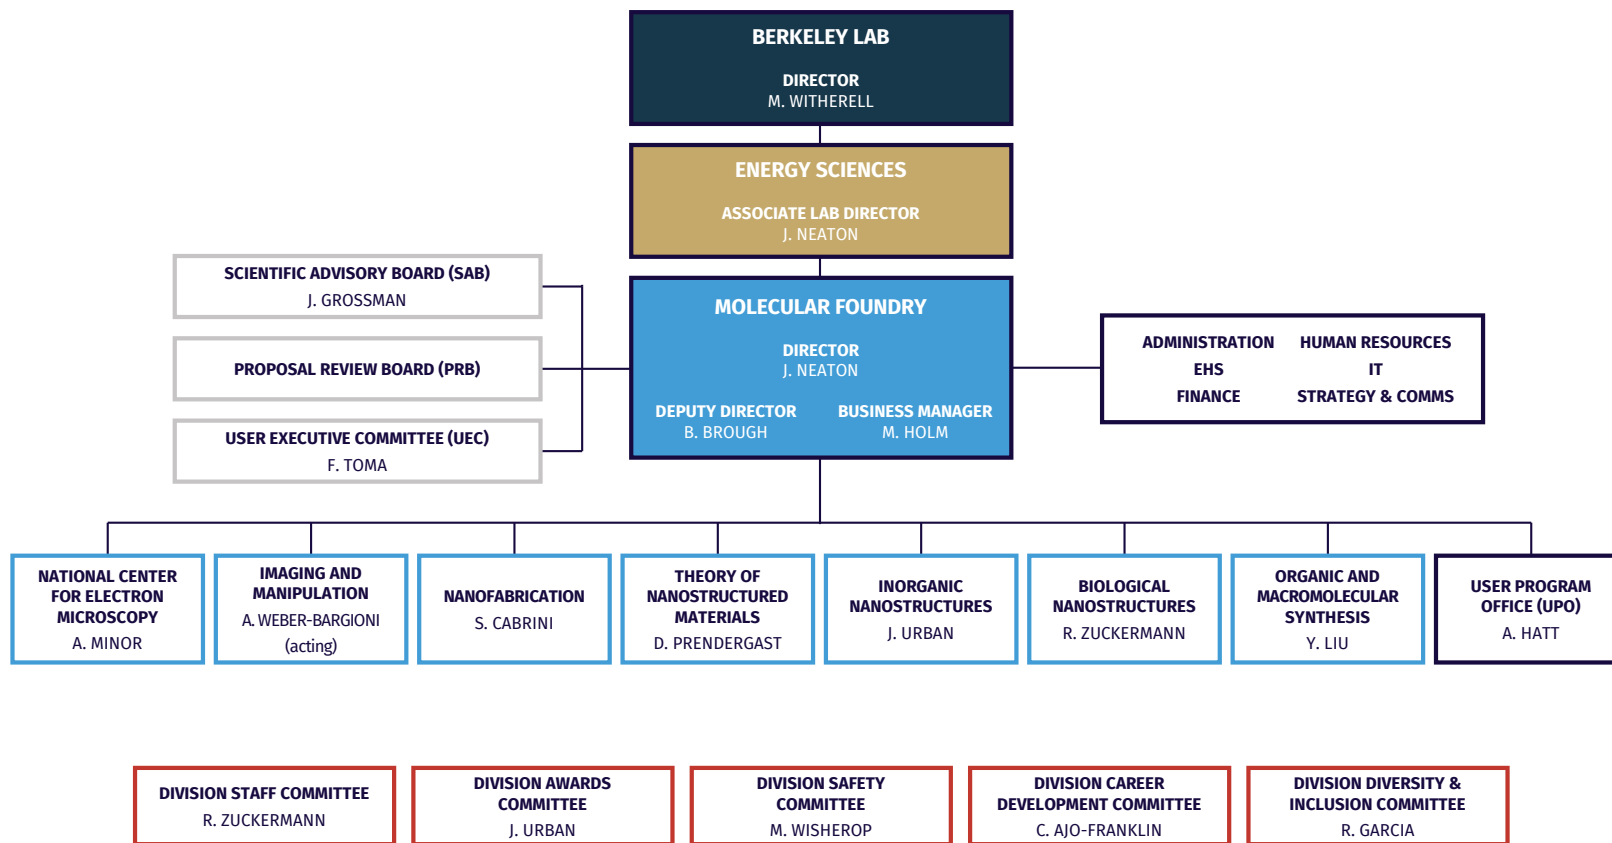 BERKELEY LAB
DIRECTOR
M. WITHERELL
ENERGY SCIENCES
ASSOCIATE LAB DIRECTOR
J. NEATON
SCIENTIFIC ADVISORY BOARD (SAB)
J. GROSSMAN
PROPOSAL REVIEW BOARD (PRB)
USER EXECUTIVE COMMITTEE (UEC)
F. TOMA
MOLECULAR FOUNDRY
DIRECTOR
J. NEATON
DEPUTY DIRECTOR
B. BROUGH
BUSINESS MANAGER
M. HOLM
ADMINISTRATION
EHS
FINANCE
HUMAN RESOURCES
IT
STRATEGY & COMMS
NATIONAL CENTER
FOR ELECTRON
MICROSCOPY
A. MINOR
IMAGING AND
MANIPULATION
A. WEBER-BARGIONI
(acting)
NANOFABRICATION
S. CABRINI
THEORY OF
NANOSTRUCTURED
MATERIALS
D. PRENDERGAST
INORGANIC
NANOSTRUCTURES
J. URBAN
BIOLOGICAL
NANOSTRUCTURES
R. ZUCKERMANN
ORGANIC AND
MACROMOLECULAR
SYNTHESIS
Y. LIU
USER PROGRAM
OFFICE (UPO)
A. HATT
DIVISION STAFF COMMITTEE
R. ZUCKERMANN
DIVISION AWARDS
COMMITTEE
J. URBAN
DIVISION SAFETY
COMMITTEE
M. WISHEROP
DIVISION CAREER
DEVELOPMENT COMMITTEE
C. AJO-FRANKLIN
DIVISION DIVERSITY &
INCLUSION COMMITTEE
R. GARCIA